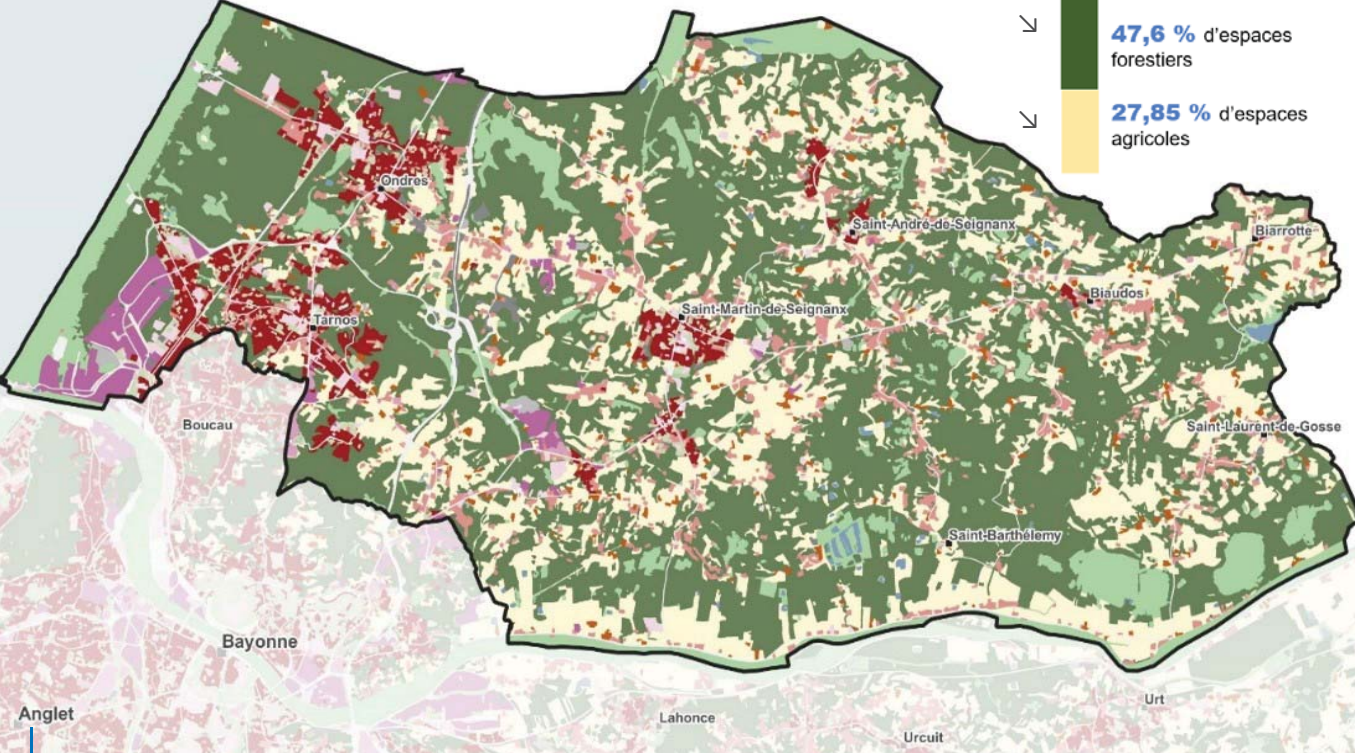 47,6 % d'espaces
forestiers
27,85 % d'espaces
agricoles
Ondres
Saint-André-de-Seignanx
Biarrotte
Biaudos
Saint-Martin-de-Seignanx
Tarnos
Boucau
Saint-Laurent-de-Gosse
Saint-Barthélemy
Bayonne
Urt
Anglet
Lahonce
Urcuit